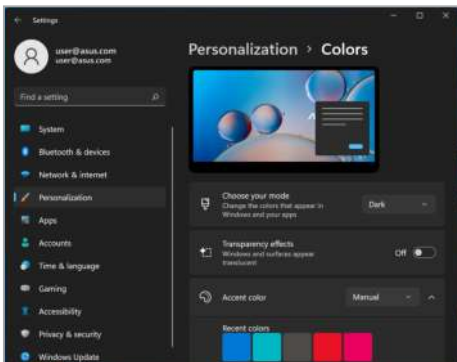 Settings
user@asus.com
user@asus.com
Find a setting
System
Bluetooth & devices
Network & internet
Personalization
Apps
Accounts
Time & language
Gaming
Accessibility
Privacy & security
Windows Update
Personalization > Colors
Choose your mode
Change the colors that appear in
Windows and your apps
Dark
Transparency effects
Windows and surfaces appear
translucent
Off
Accent color
Manual
Recent colors